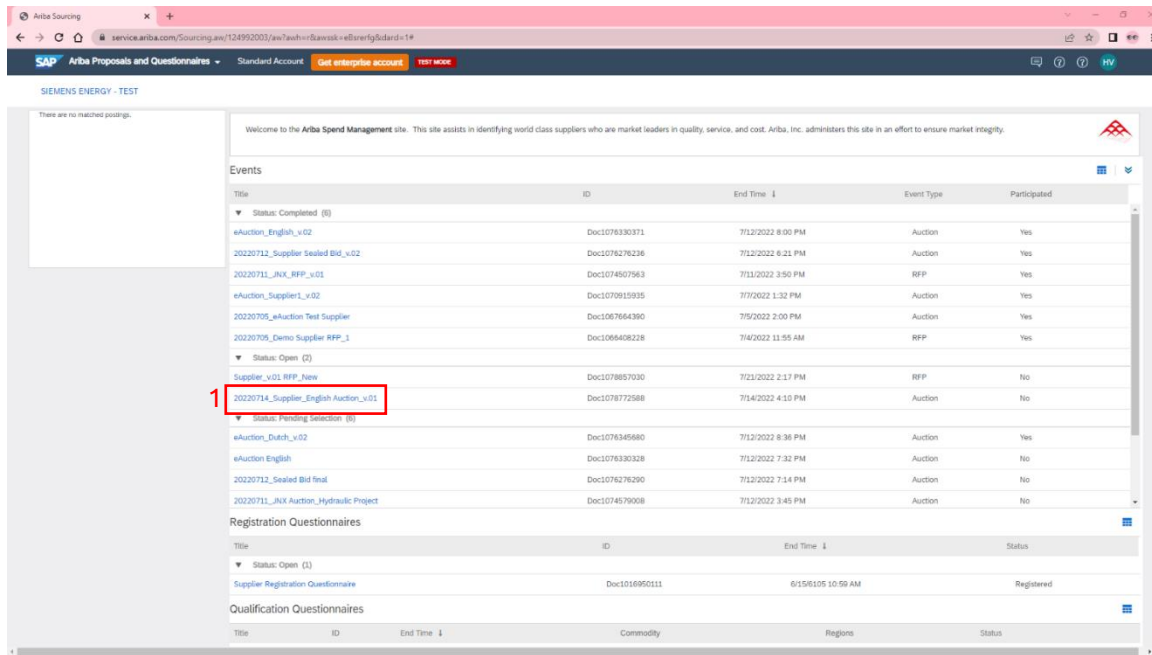 Ariba Sourcing
service.ariba.com/Sourcing.aw/124992003/aw?awh=r&awssk=eBsrerfg&dard=1#
SAP Ariba Proposals and Questionnaires Standard Account Get enterprise account TEST MODE HV
SIEMENS ENERGY - TEST
There are no matched postings.
Welcome to the Ariba Spend Management site. This site assists in identifying world class suppliers who are market leaders in quality, service, and cost. Ariba, Inc. administers this site in an effort to ensure market integrity.
Events
Title ID End Time ↓ Event Type Participated
▼ Status: Completed (6)
eAuction_English_v.02 Doc1076330371 7/12/2022 8:00 PM Auction Yes
20220712_Supplier Sealed Bid_v.02 Doc1076276236 7/12/2022 6:21 PM Auction Yes
20220711_JNX_RFP_v.01 Doc1074507563 7/11/2022 3:50 PM RFP Yes
eAuction_Supplier1_v.02 Doc1070915935 7/7/2022 1:32 PM Auction Yes
20220705_eAuction Test Supplier Doc1067664390 7/5/2022 2:00 PM Auction Yes
20220705_Demo Supplier RFP_1 Doc1066408228 7/4/2022 11:55 AM RFP Yes
▼ Status: Open (2)
Supplier_v.01 RFP_New Doc1078857030 7/21/2022 2:17 PM RFP No
1 20220714_Supplier_English Auction_v.01 Doc1078772588 7/14/2022 4:10 PM Auction No
▼ Status: Pending Selection (6)
eAuction_Dutch_v.02 Doc1076345680 7/12/2022 8:36 PM Auction Yes
eAuction English Doc1076330328 7/12/2022 7:32 PM Auction No
20220712_Sealed Bid final Doc1076276290 7/12/2022 7:14 PM Auction No
20220711_JNX Auction_Hydraulic Project Doc1074579008 7/12/2022 3:45 PM Auction No
Registration Questionnaires
Title ID End Time ↓ Status
▼ Status: Open (1)
Supplier Registration Questionnaire Doc1016950111 6/15/6105 10:59 AM Registered
Qualification Questionnaires
Title ID End Time ↓ Commodity Regions Status